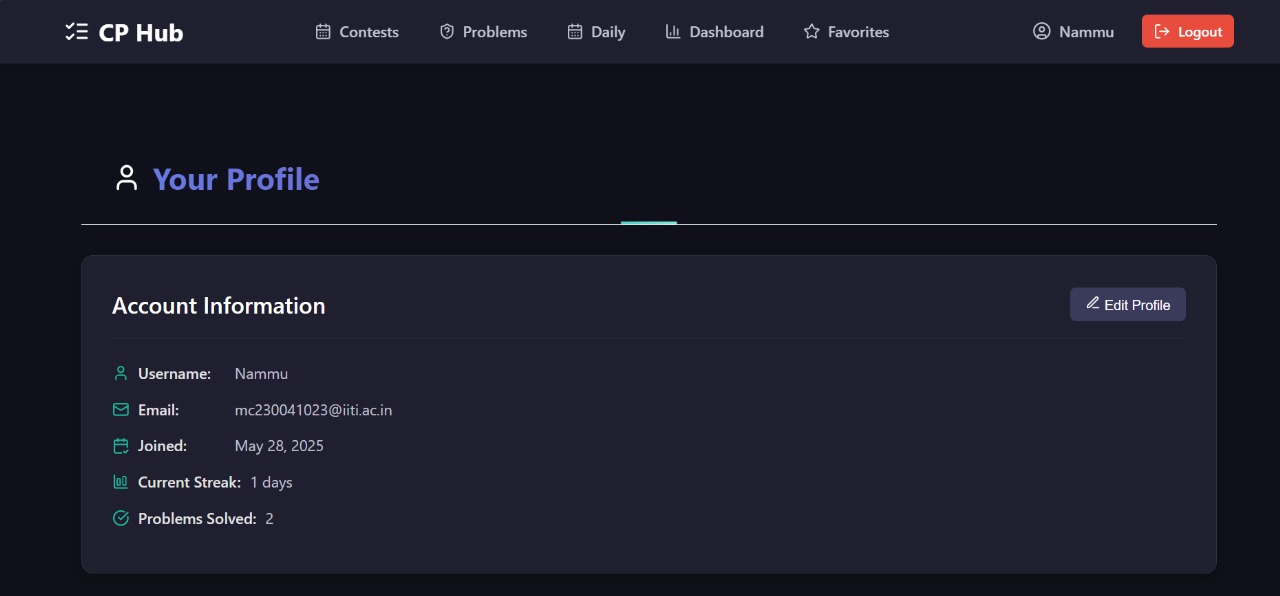 CP Hub Contests Problems Daily Dashboard Favorites Nammu Logout
Your Profile
Account Information Edit Profile
Username: Nammu
Email: mc230041023@iiti.ac.in
Joined: May 28, 2025
Current Streak: 1 days
Problems Solved: 2